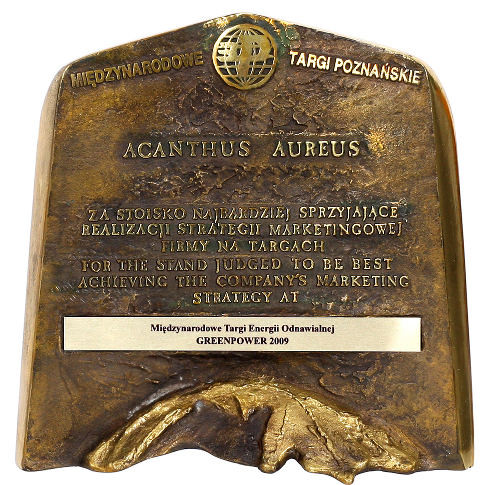 MIĘDZYNARODOWE TARGI POZNAŃSKIE
ACANTHUS AUREUS
ZA STOISKO NAJBARDZIEJ SPRZYJAJĄCE
REALIZACJI STRATEGII MARKETINGOWEJ
FIRMY NA TARGACH
FOR THE STAND JUDGED TO BE BEST
ACHIEVING THE COMPANY'S MARKETING
STRATEGY AT
Międzynarodowe Targi Energii Odnawialnej
GREENPOWER 2009